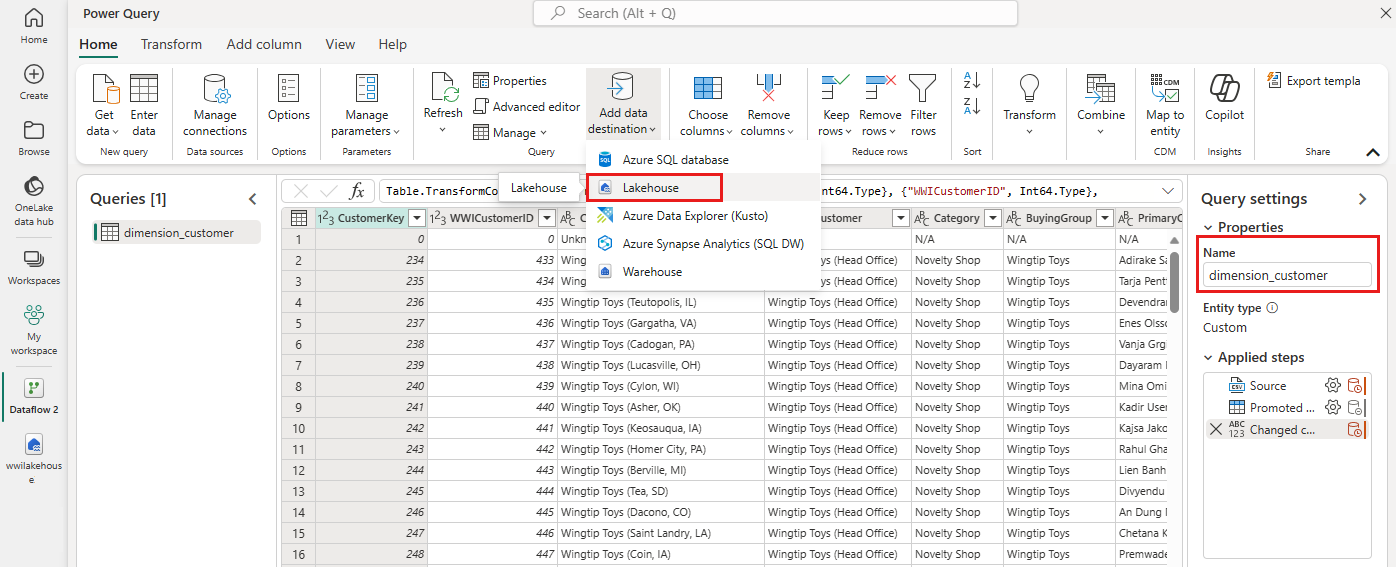 Power Query
Search (Alt + Q)
Home
Create
Browse
OneLake
data hub
Workspaces
My
workspace
Dataflow 2
wwilakehous
e
Home Transform Add column View Help
Get
data
Enter
data
New query
Manage
connections
Data connections
Options
Options
Manage
parameters
Parameters
Refresh
Properties
Advanced editor
Manage
Query
Add data
destination
Choose
columns
Remove
columns
Keep
rows
Remove
rows
Filter
rows
Reduce rows
Sort
Transform
Combine
CDM
Map to
entity
CDM
Copilot
Insights
Export templa
Share
Azure SQL database
Lakehouse
Azure Data Explorer (Kusto)
Azure Synapse Analytics (SQL DW)
Warehouse
Lakehouse
Queries [1]
dimension_customer
fx Table.TransformCo
nt64.Type}, {"WWICustomerID", Int64.Type},
CustomerKey WWICustomerID C ustomer Category BuyingGroup PrimaryC
1 0 0 Unkn N/A N/A N/A
2 234 433 Wing p Toys (Head Office) Novelty Shop Wingtip Toys Adirake Sa
3 235 434 Wing p Toys (Head Office) Novelty Shop Wingtip Toys Tarja Pent
4 236 435 Wingtip Toys (Teutopolis, IL) Wingtip Toys (Head Office) Novelty Shop Wingtip Toys Devendra
5 237 436 Wingtip Toys (Gargatha, VA) Wingtip Toys (Head Office) Novelty Shop Wingtip Toys Enes Olsso
6 238 437 Wingtip Toys (Cadogan, PA) Wingtip Toys (Head Office) Novelty Shop Wingtip Toys Vanja Grg
7 239 438 Wingtip Toys (Lucasville, OH) Wingtip Toys (Head Office) Novelty Shop Wingtip Toys Dayaram
8 240 439 Wingtip Toys (Cylon, WI) Wingtip Toys (Head Office) Novelty Shop Wingtip Toys Mina Omi
9 241 440 Wingtip Toys (Asher, OK) Wingtip Toys (Head Office) Novelty Shop Wingtip Toys Kadir User
10 242 441 Wingtip Toys (Keosauqua, IA) Wingtip Toys (Head Office) Novelty Shop Wingtip Toys Kajsa Jako
11 243 442 Wingtip Toys (Homer City, PA) Wingtip Toys (Head Office) Novelty Shop Wingtip Toys Rahul Gha
12 244 443 Wingtip Toys (Berville, MI) Wingtip Toys (Head Office) Novelty Shop Wingtip Toys Lien Banh
13 245 444 Wingtip Toys (Tea, SD) Wingtip Toys (Head Office) Novelty Shop Wingtip Toys Divyendu
14 246 445 Wingtip Toys (Dacono, CO) Wingtip Toys (Head Office) Novelty Shop Wingtip Toys An Dung
15 247 446 Wingtip Toys (Saint Landry, LA) Wingtip Toys (Head Office) Novelty Shop Wingtip Toys Chetana K
16 248 447 Wingtip Toys (Coin, IA) Wingtip Toys (Head Office) Novelty Shop Wingtip Toys Premwade
Query settings
Properties
Name
dimension_customer
Entity type
Custom
Applied steps
Source
Promoted ...
Changed c...